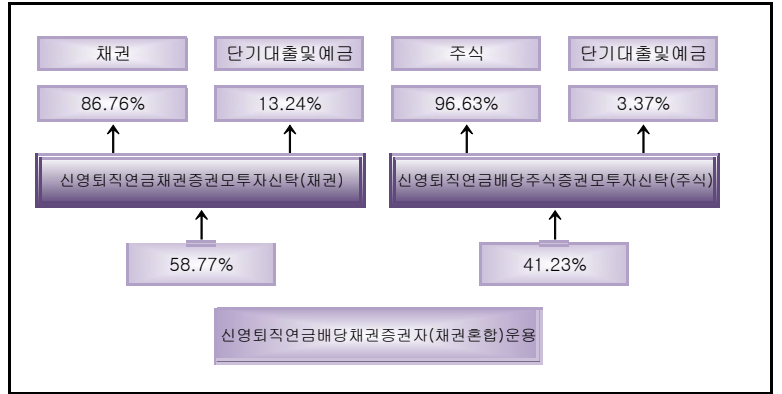 채권 단기대출및예금 주식 단기대출및예금
86.76% 13.24% 96.63% 3.37%
신영퇴직연금채권증권모투자신탁(채권) 신영퇴직연금배당주식증권모투자신탁(주식)
58.77% 41.23%
신영퇴직연금배당채권증권자(채권혼합)운용